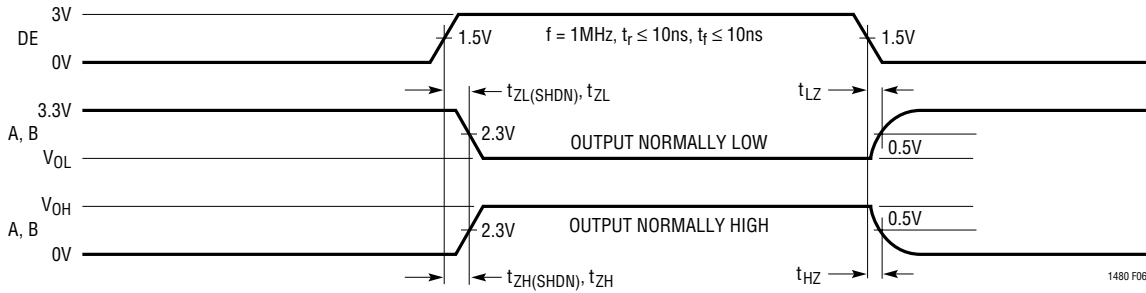 3V
DE
0V
1.5V
f = 1MHz, tr ≤ 10ns, tf ≤ 10ns
1.5V
3.3V
A, B
VOL
tZL(SHDN), tZL
2.3V
OUTPUT NORMALLY LOW
tLZ
0.5V
VOH
A, B
0V
2.3V
OUTPUT NORMALLY HIGH
0.5V
tZH(SHDN), tZH
tHZ
1480 F06